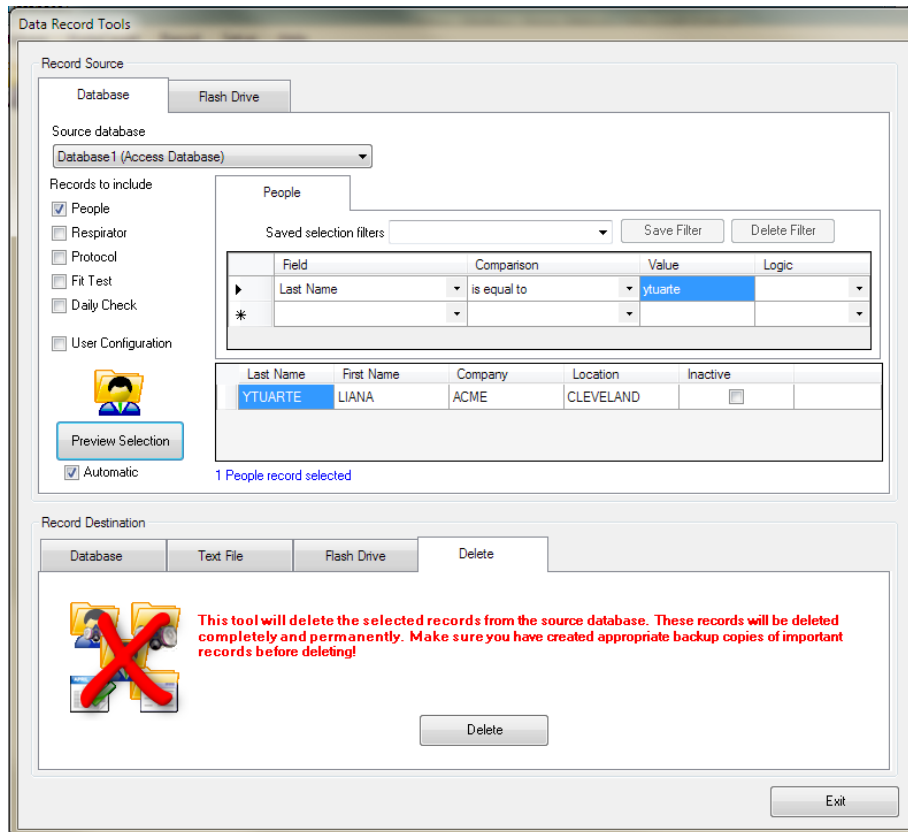 Data Record Tools
Record Source
Database Flash Drive
Source database
Database1 (Access Database)
Records to include
People
Respirator
Protocol
Fit Test
Daily Check
User Configuration
Preview Selection
Automatic
People
Saved selection filters Save Filter Delete Filter
Field Comparison Value Logic
Last Name is equal to ytuarte
Last Name First Name Company Location Inactive
YTUARTE LIANA ACME CLEVELAND
1 People record selected
Record Destination
Database Text File Flash Drive Delete
This tool will delete the selected records from the source database. These records will be deleted
completely and permanently. Make sure you have created appropriate backup copies of important
records before deleting!
Delete
Exit